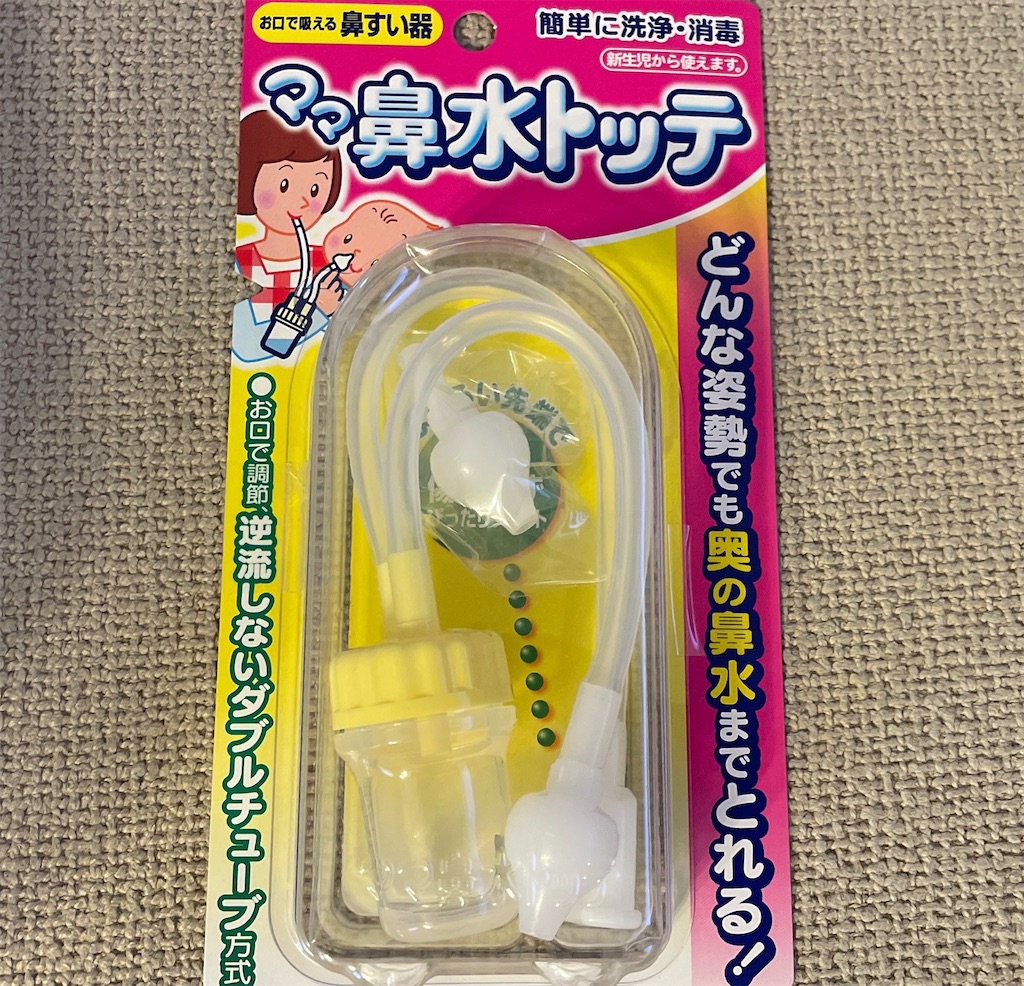 お口で吸える鼻すい器
簡単に洗浄・消毒
新生児から使えます。
ママ鼻水トッテ
どんな姿勢でも奥の鼻水までとれる!
●お口で調節、逆流しないダブルチューブ方式